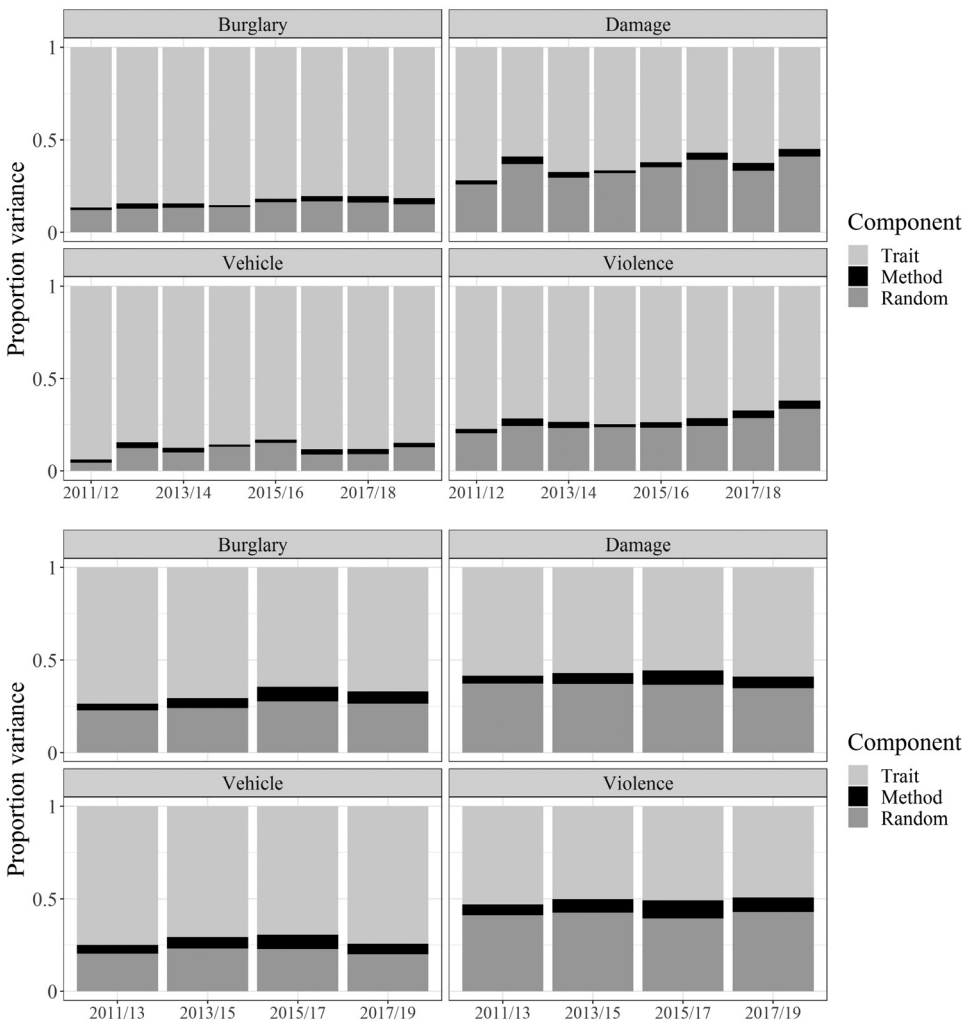 Burglary
Damage
1
0.5
0
Vehicle
Violence
1
0.5
0
2011/12 2013/14 2015/16 2017/18
2011/12 2013/14 2015/16 2017/18
Proportion variance
Component
Trait
Method
Random
Burglary
Damage
1
0.5
0
Vehicle
Violence
1
0.5
0
2011/13 2013/15 2015/17 2017/19
2011/13 2013/15 2015/17 2017/19
Proportion variance
Component
Trait
Method
Random